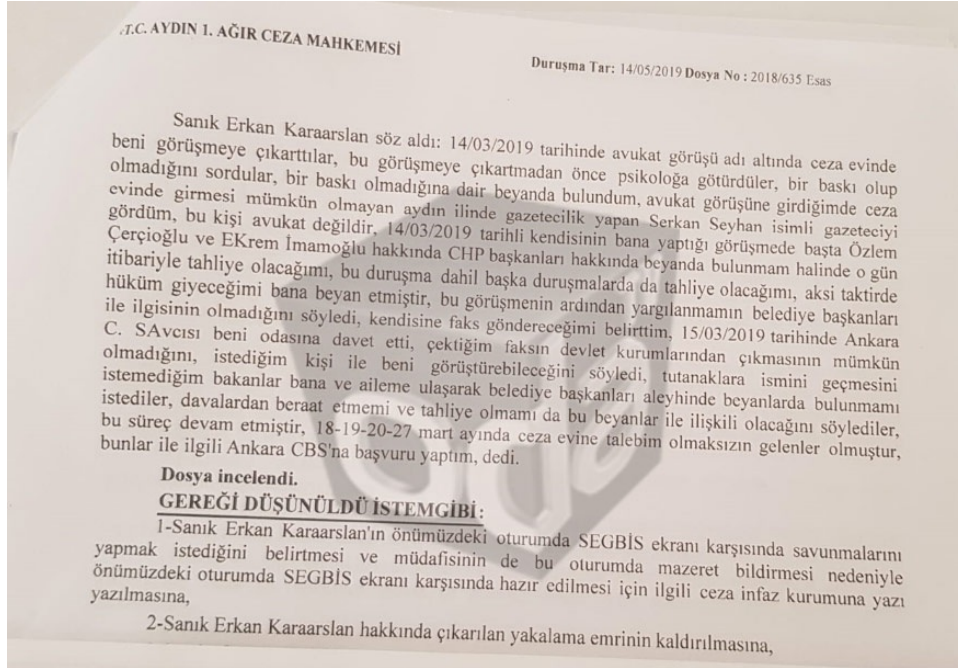 T.C. AYDIN 1. AĞIR CEZA MAHKEMESİ
Duruşma Tar: 14/05/2019 Dosya No : 2018/635 Esas
Sanık Erkan Karaarslan söz aldı: 14/03/2019 tarihinde avukat görüşü adı altında ceza evinde
beni görüşmeye çıkarttılar, bu görüşmeye çıkartmadan önce psikoloğa götürdüler, bir baskı olup
olmadığını sordular, bir baskı olmadığına dair beyanda bulundum, avukat görüşüne girdiğimde ceza
evinde girmesi mümkün olmayan aydın ilinde gazetecilik yapan Serkan Seyhan isimli gazeteciyi
gördüm, bu kişi avukat değildir, 14/03/2019 tarihli kendisinin bana yaptığı görüşmede başta Özlem
Çerçioğlu ve EKrem İmamoğlu hakkında CHP başkanları hakkında beyanda bulunmam halinde o gün
itibariyle tahliye olacağımı, bu duruşma dahil başka duruşmalarda da tahliye olacağımı, aksi taktirde
hüküm giyeceğimi bana beyan etmiştir, bu görüşmenin ardından yargılanmamın belediye başkanları
ile ilgisinin olmadığını söyledi, kendisine faks göndereceğimi belirttim, 15/03/2019 tarihinde Ankara
C. SAvcısı beni odasına davet etti, çektiğim faksın devlet kurumlarından çıkmasının mümkün
olmadığını, istediğim kişi ile beni görüştürebileceğini söyledi, tutanaklara ismini geçmesini
istemediğim bakanlar bana ve aileme ulaşarak belediye başkanları aleyhinde beyanlarda bulunmamı
istediler, davalardan beraat etmemi ve tahliye olmamı da bu beyanlar ile ilişkili olacağını söylediler,
bu süreç devam etmiştir, 18-19-20-27 mart ayında ceza evine talebim olmaksızın gelenler olmuştur,
bunlar ile ilgili Ankara CBS'na başvuru yaptım, dedi.
Dosya incelendi.
GEREĞİ DÜŞÜNÜLDÜ İSTEMGİBİ :
1-Sanık Erkan Karaarslan'ın önümüzdeki oturumda SEGBİS ekranı karşısında savunmalarını
yapmak istediğini belirtmesi ve müdafisinin de bu oturumda mazeret bildirmesi nedeniyle
önümüzdeki oturumda SEGBİS ekranı karşısında hazır edilmesi için ilgili ceza infaz kurumuna yazı
yazılmasına,
2-Sanık Erkan Karaarslan hakkında çıkarılan yakalama emrinin kaldırılmasına,